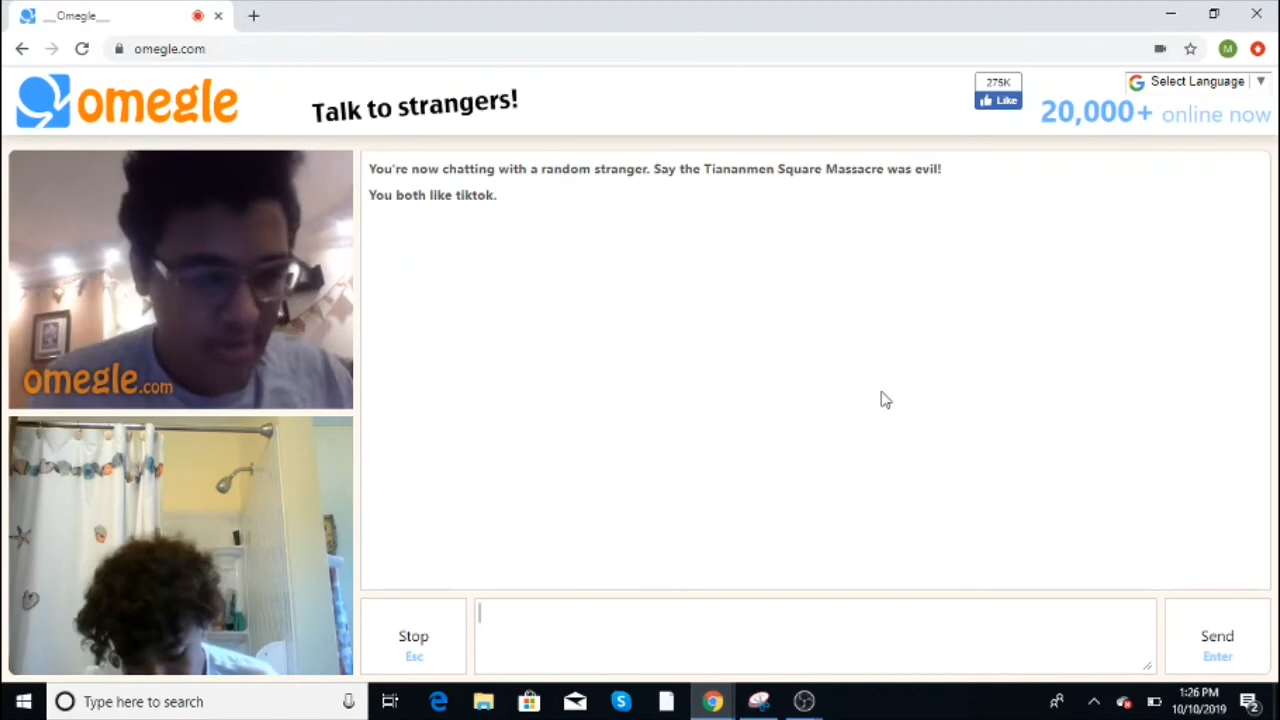 __Omegle__
omegle.com
M
omegle
Talk to strangers!
275K
Like
Select Language
20,000+ online now
You're now chatting with a random stranger. Say the Tiananmen Square Massacre was evil!
You both like tiktok.
omegle.com
Stop
Esc
Send
Enter
Type here to search
1:26 PM
10/10/2019
2